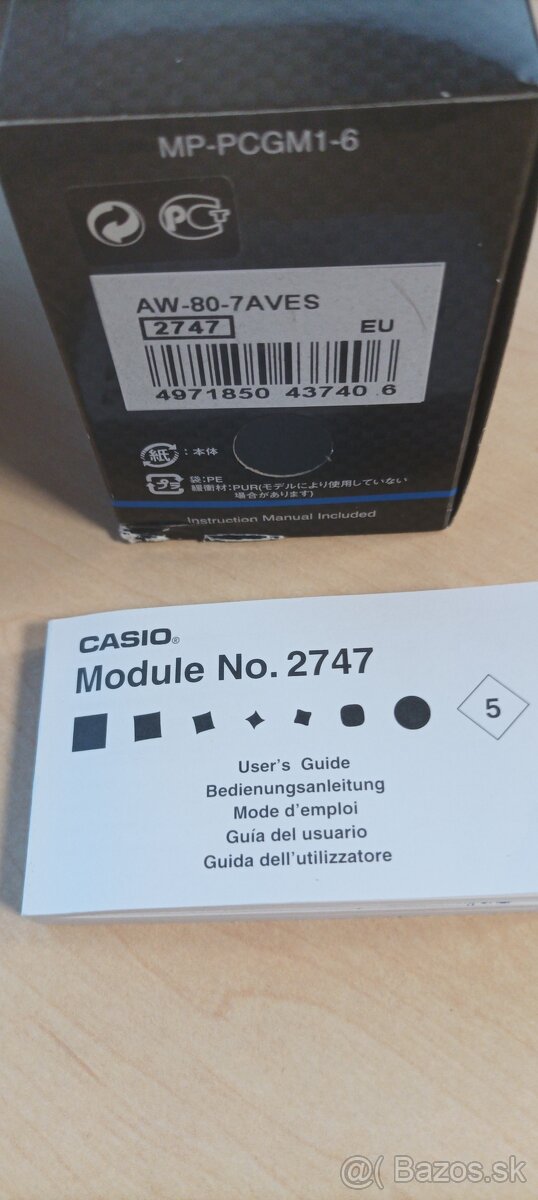 MP-PCGM1-6
PCT
AW-80-7AVES
2747 EU
4971850 43740 6
紙 :本体
プラ 袋:PE
緩衝材:PUR(モデルにより使用していない
場合があります)
Instruction Manual Included
CASIO®
Module No. 2747
5
User's Guide
Bedienungsanleitung
Mode d'emploi
Guía del usuario
Guida dell'utilizzatore
@( Bazos.sk